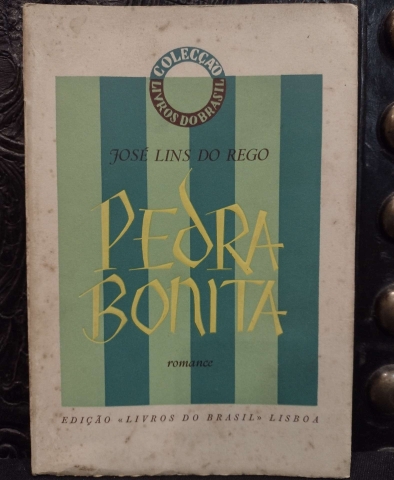 COLECÇÃO
LIVROS DO BRASIL
JOSÉ LINS DO REGO
PEDRA
BONITA
romance
EDIÇÃO «LIVROS DO BRASIL» LISBOA